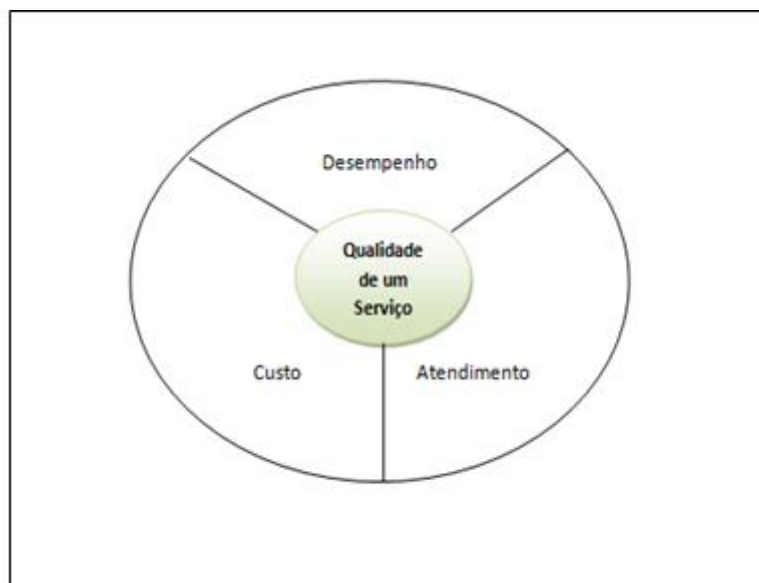 Desempenho
Qualidade
de um
Serviço
Custo
Atendimento